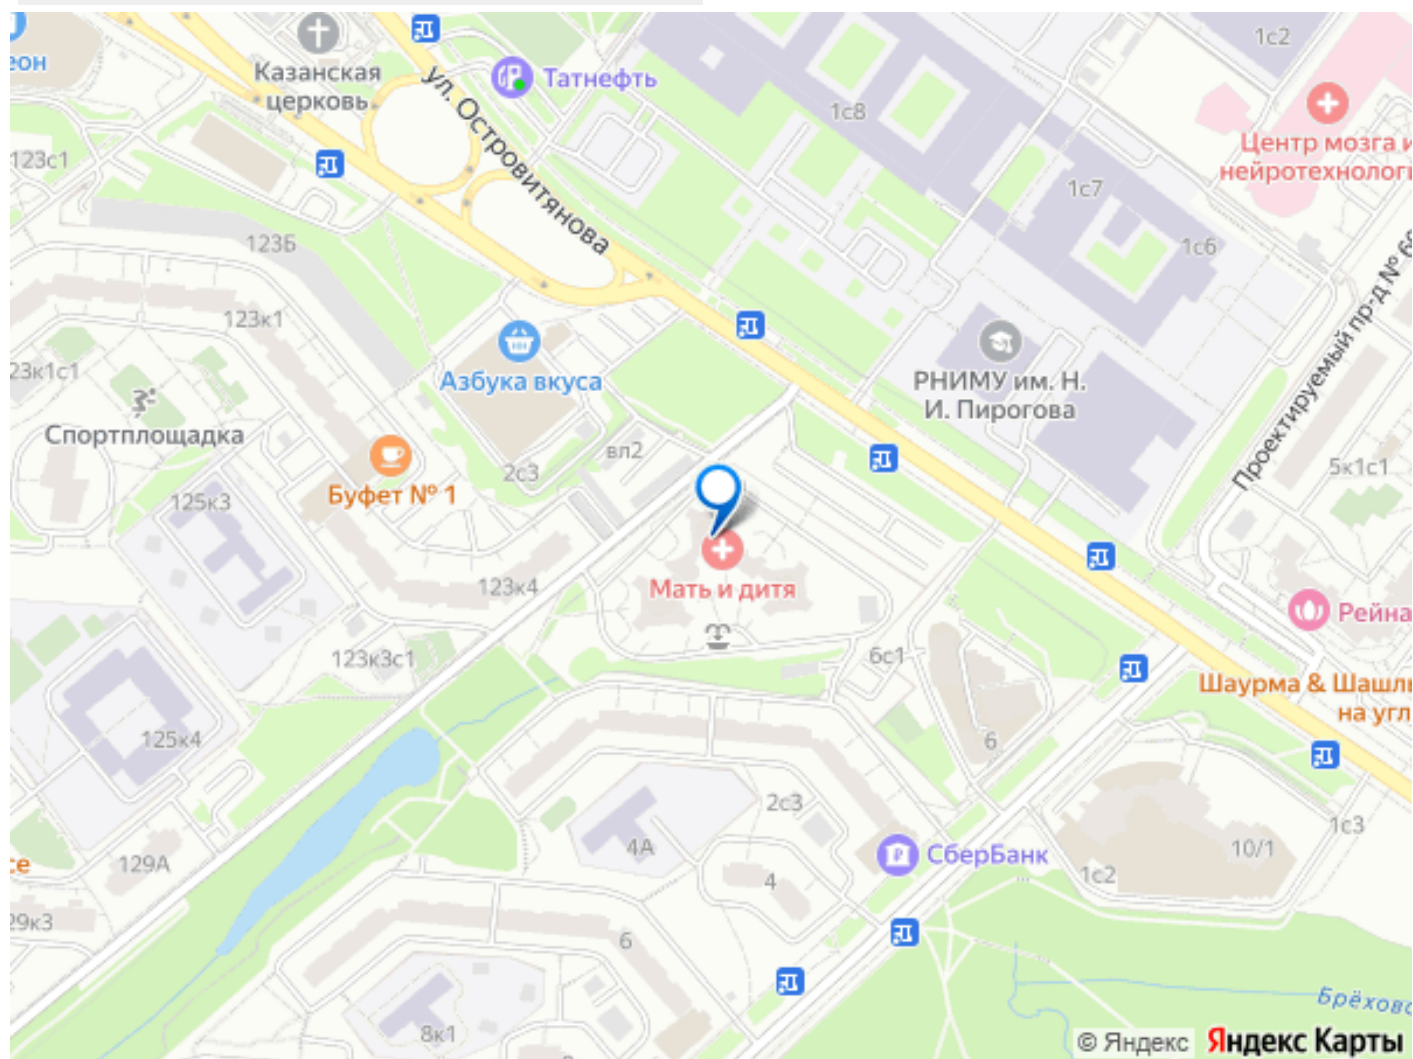 еон
Казанская
церковь
Татнефть
ул. Островитянова
1с8
1с2
Центр мозга и
нейротехнологи
1с7
1с6
123с1
123Б
123к1
Азбука вкуса
РНИМУ им. Н.
И. Пирогова
Проектируемый пр-д №
23к1с1
Спортплощадка
вл2
2с3
Буфет № 1
125к3
5к1с1
123к4
Мать и дитя
Рейна
123к3с1
6с1
Шаурма & Шашлы
на угл
125к4
6
2с3
4А
СберБанк
1с3
10/1
1с2
129А
се
4
29к3
6
8к1
Брёхово
© Яндекс Яндекс Карты